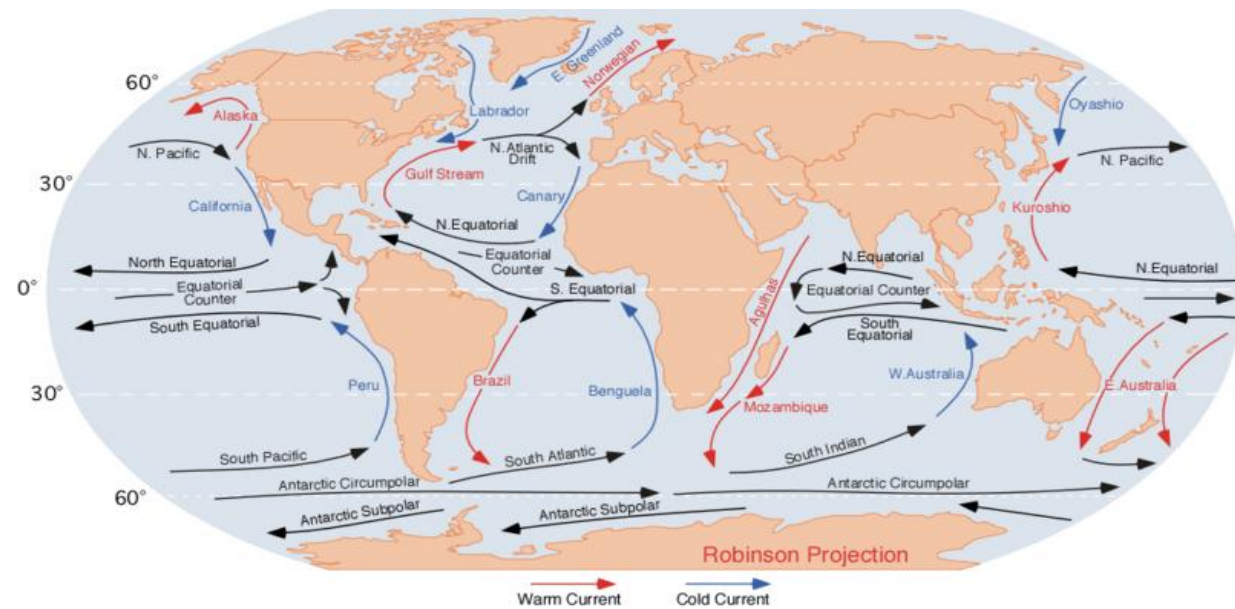 E. Greenland
Norwegian
60°
Alaska
Labrador
Oyashio
N. Pacific
N.Atlantic
Drift
N. Pacific
Gulf Stream
30°
California
Canary
Kuroshio
N.Equatorial
North Equatorial
Equatorial
Counter
N.Equatorial
N.Equatorial
0°
Equatorial
Counter
S. Equatorial
Equatorial Counter
South Equatorial
Agulhas
South
Equatorial
Peru
Brazil
Benguela
W.Australia
E.Australia
30°
Mozambique
South Pacific
South Atlantic
South Indian
Antarctic Circumpolar
Antarctic Circumpolar
60°
Antarctic Subpolar
Antarctic Subpolar
Robinson Projection
Warm Current
Cold Current